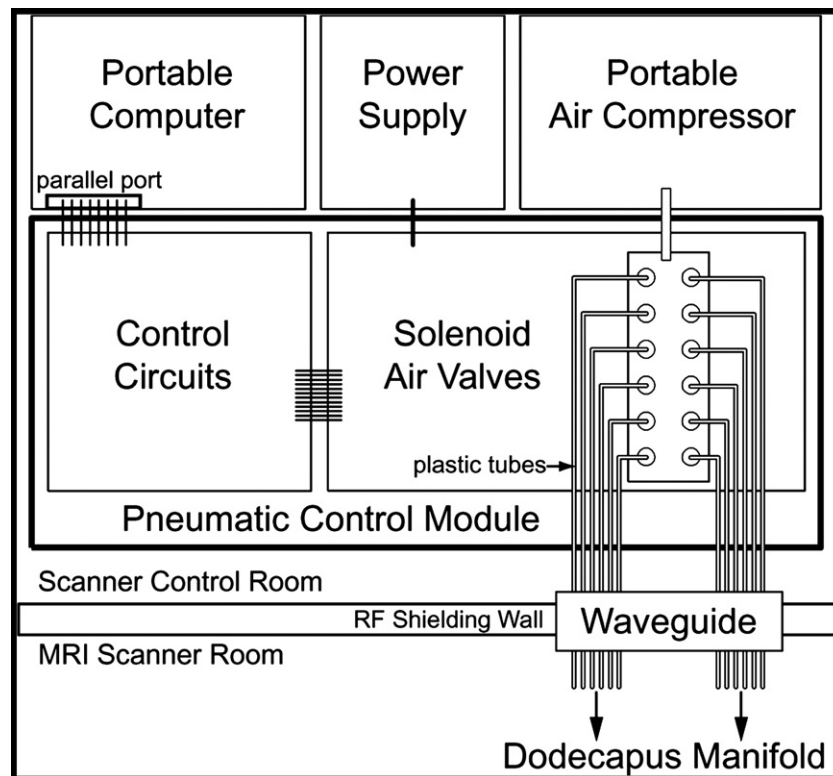 Portable
Computer
Power
Supply
Portable
Air Compressor
parallel port
Control
Circuits
Solenoid
Air Valves
plastic tubes
Pneumatic Control Module
Scanner Control Room
RF Shielding Wall
Waveguide
MRI Scanner Room
Dodecapus Manifold